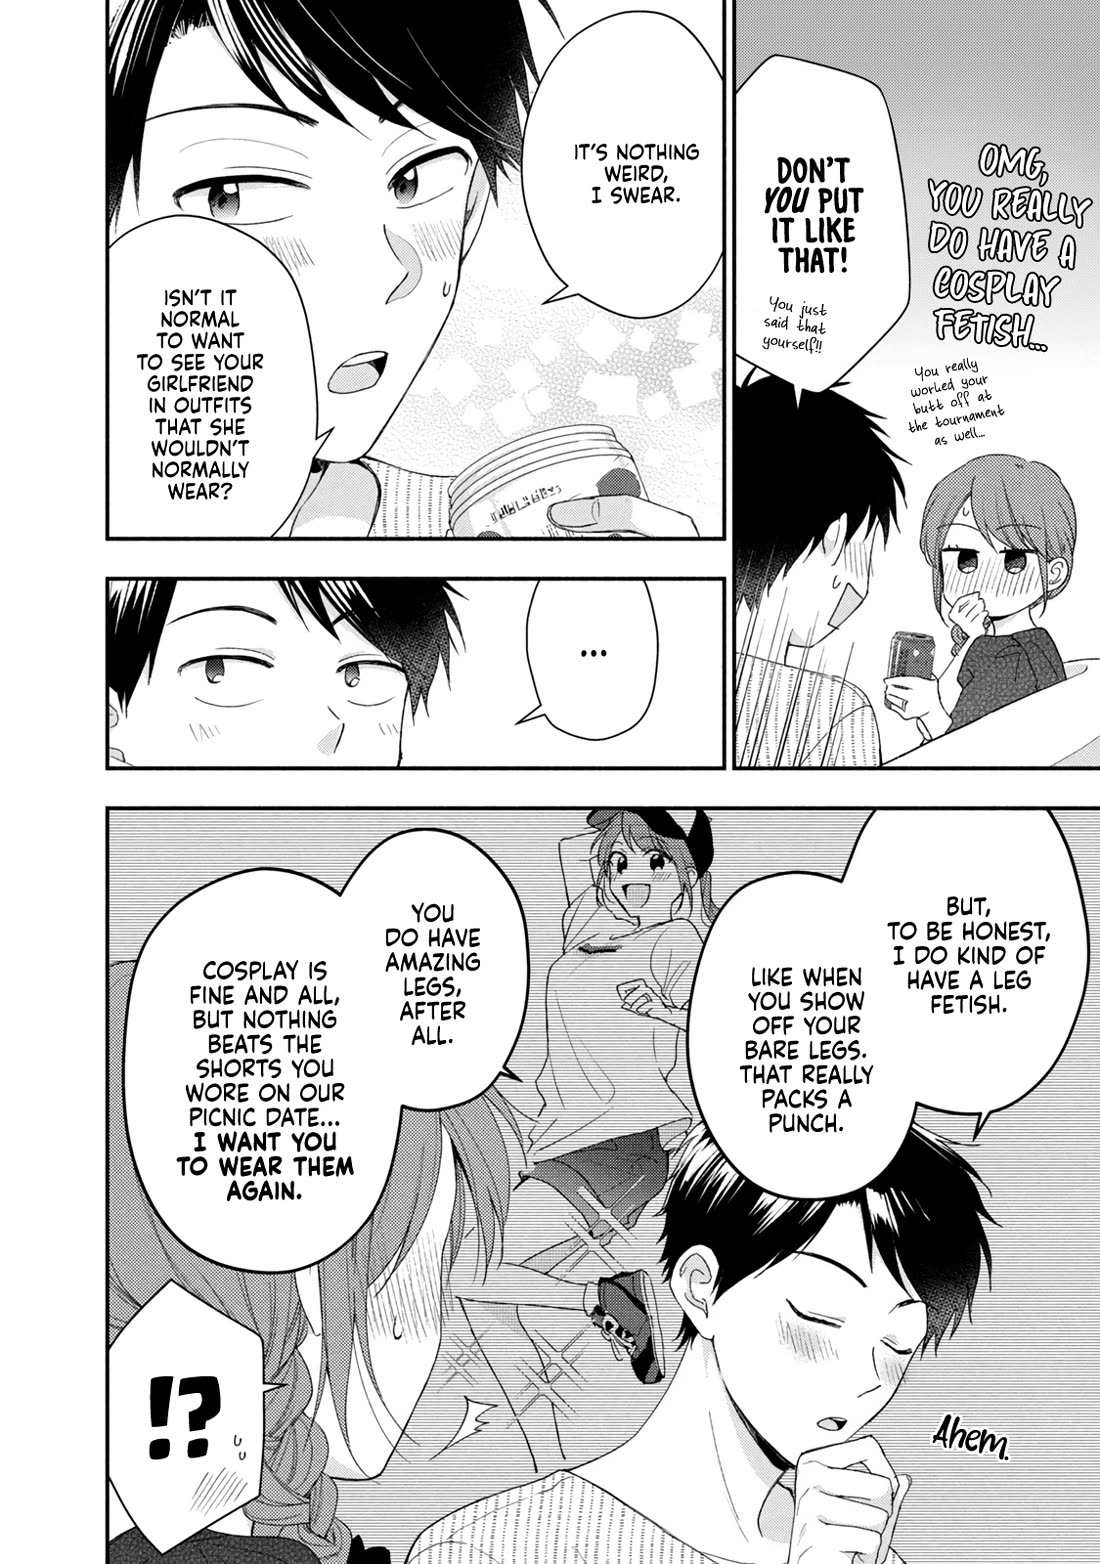 OMG,
YOU REALLY
DO HAVE A
COSPLAY
FETISH...
You really
worked your
butt off at
the tournament
as well...
DON'T
YOU PUT
IT LIKE
THAT!
You just
said that
yourself!!
IT'S NOTHING
WEIRD,
I SWEAR.
ISN'T IT
NORMAL
TO WANT
TO SEE YOUR
GIRLFRIEND
IN OUTFITS
THAT SHE
WOULDN'T
NORMALLY
WEAR?
...
BUT,
TO BE HONEST,
I DO KIND OF
HAVE A LEG
FETISH.
LIKE WHEN
YOU SHOW
OFF YOUR
BARE LEGS.
THAT REALLY
PACKS A
PUNCH.
Ahem.
YOU
DO HAVE
AMAZING
LEGS,
AFTER
ALL.
COSPLAY IS
FINE AND ALL,
BUT NOTHING
BEATS THE
SHORTS YOU
WORE ON OUR
PICNIC DATE...
I WANT YOU
TO WEAR THEM
AGAIN.
!?